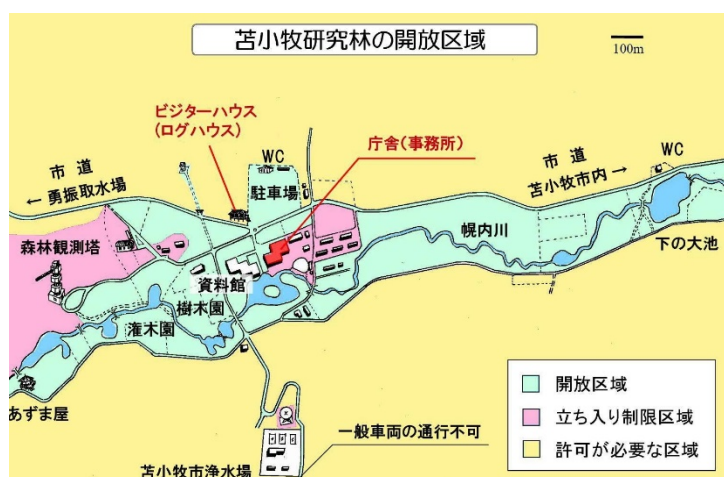 苫小牧研究林の開放区域
100m
ビジターハウス
(ログハウス)
WC
庁舎(事務所)
市道
← 勇振取水場
駐車場
市道
苫小牧市内 →
WC
森林観測塔
幌内川
下の大池
資料館
樹木園
潅木園
あずま屋
開放区域
立ち入り制限区域
許可が必要な区域
一般車両の通行不可
苫小牧市浄水場